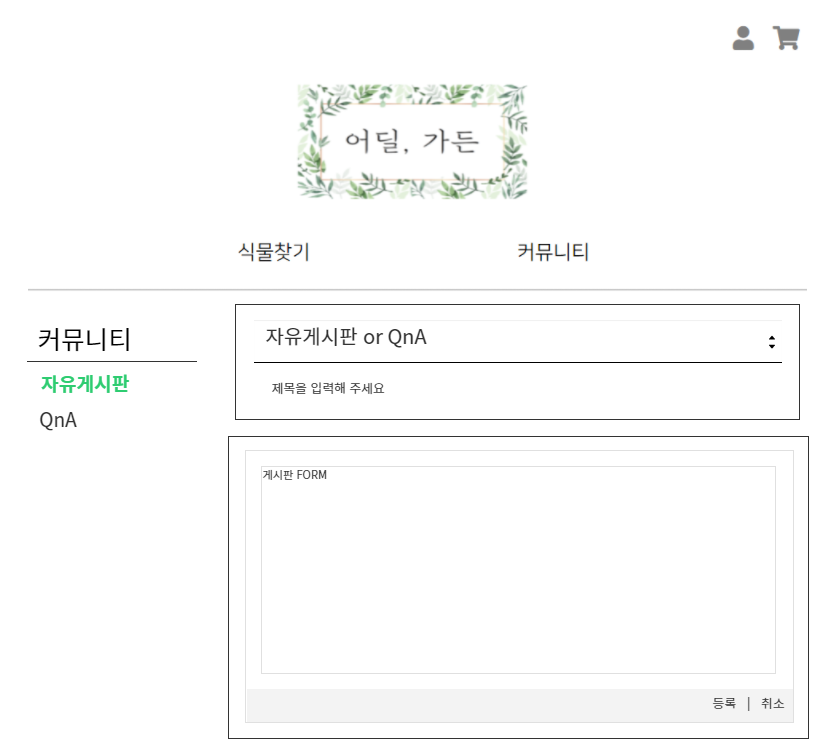 어딜, 가든
식물찾기 커뮤니티
커뮤니티
자유게시판
QnA
자유게시판 or QnA
제목을 입력해 주세요
게시판 FORM
등록 | 취소